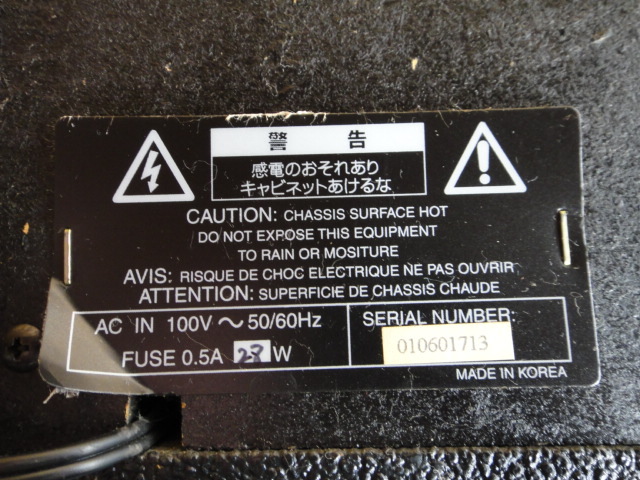 警 告
感電のおそれあり
キャビネットあけるな
CAUTION: CHASSIS SURFACE HOT
DO NOT EXPOSE THIS EQUIPMENT
TO RAIN OR MOSITURE
AVIS: RISQUE DE CHOC ELECTRIQUE NE PAS OUVRIR
ATTENTION: SUPERFICIE DE CHASSIS CHAUDE
AC IN 100V ~ 50/60Hz
FUSE 0.5A 28 W
SERIAL NUMBER:
010601713
MADE IN KOREA